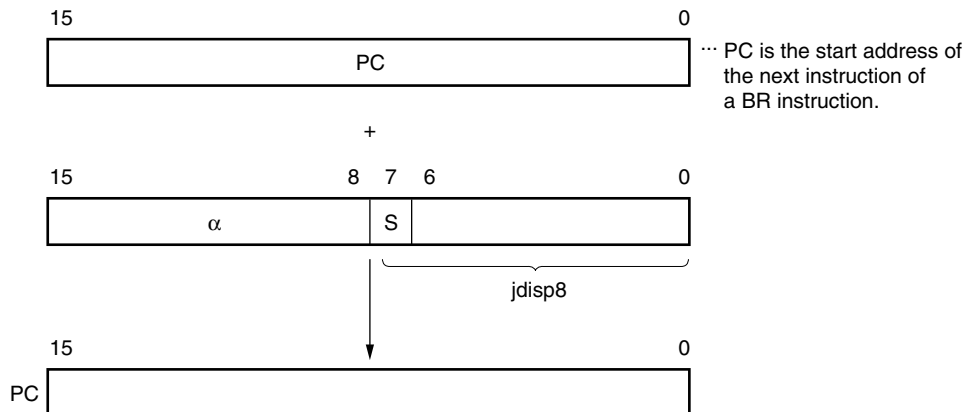 15 0
PC
··· PC is the start address of
the next instruction of
a BR instruction.
+
15 8 7 6 0
α S
jdisp8
15 0
PC